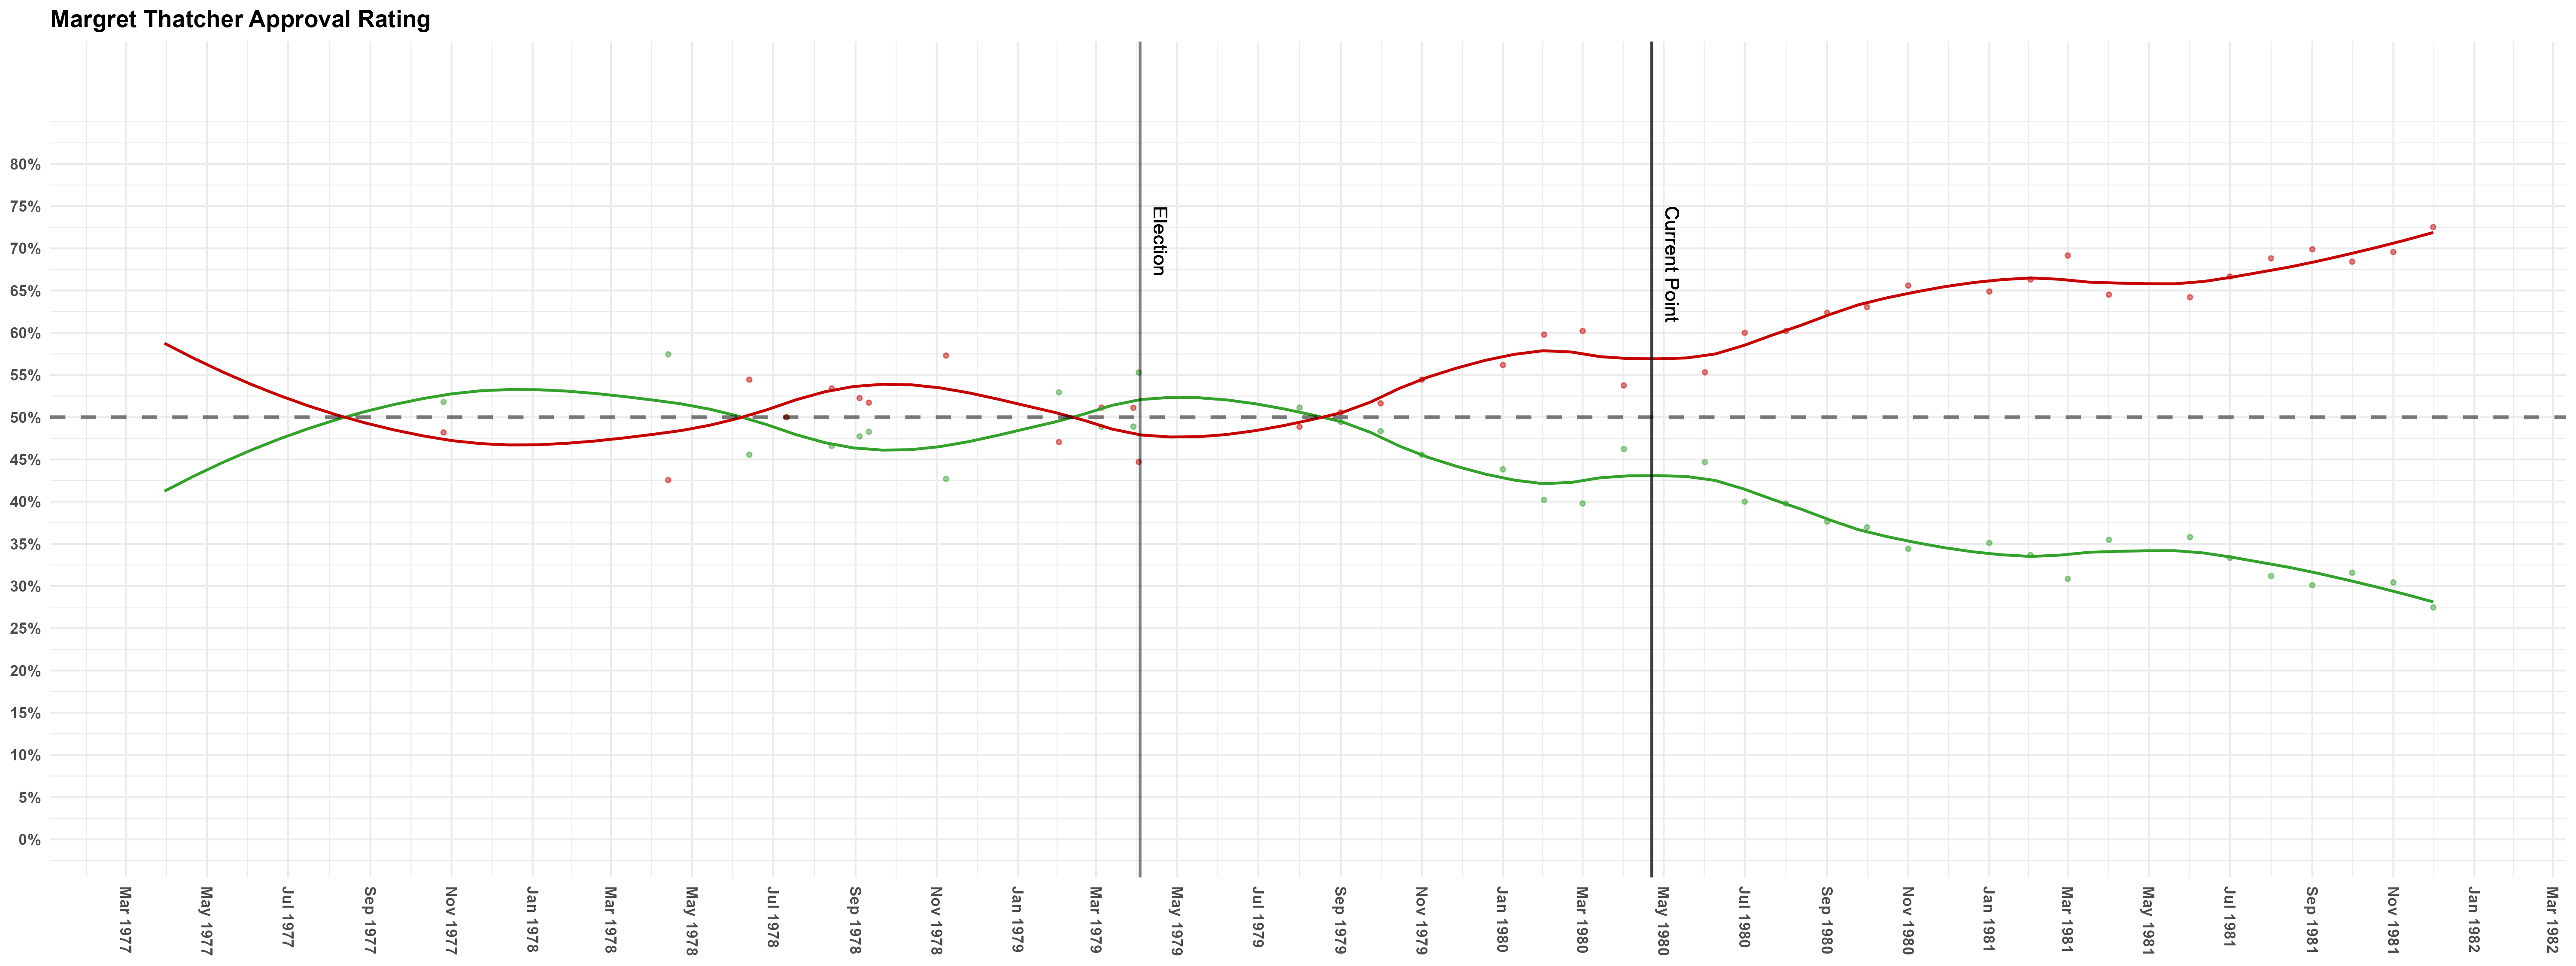 Margret Thatcher Approval Rating
80%
75%
70%
65%
60%
55%
50%
45%
40%
35%
30%
25%
20%
15%
10%
5%
0%
Election
Current Point
Mar 1977
May 1977
Jul 1977
Sep 1977
Nov 1977
Jan 1978
Mar 1978
May 1978
Jul 1978
Sep 1978
Nov 1978
Jan 1979
Mar 1979
May 1979
Jul 1979
Sep 1979
Nov 1979
Jan 1980
Mar 1980
May 1980
Jul 1980
Sep 1980
Nov 1980
Jan 1981
Mar 1981
May 1981
Jul 1981
Sep 1981
Nov 1981
Jan 1982
Mar 1982